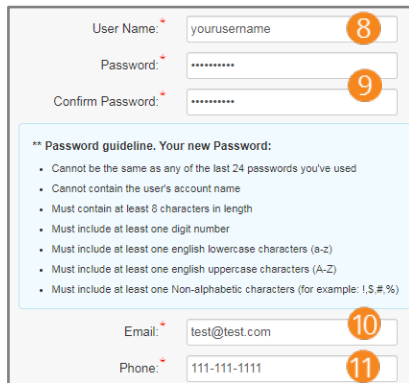 User Name:* yourusername 8
Password:* ••••••••••
9
Confirm Password:* ••••••••••
** Password guideline. Your new Password:
• Cannot be the same as any of the last 24 passwords you've used
• Cannot contain the user's account name
• Must contain at least 8 characters in length
• Must include at least one digit number
• Must include at least one english lowercase characters (a-z)
• Must include at least one english uppercase characters (A-Z)
• Must include at least one Non-alphabetic characters (for example: !,$,#,%)
Email:* test@test.com 10
Phone:* 111-111-1111 11